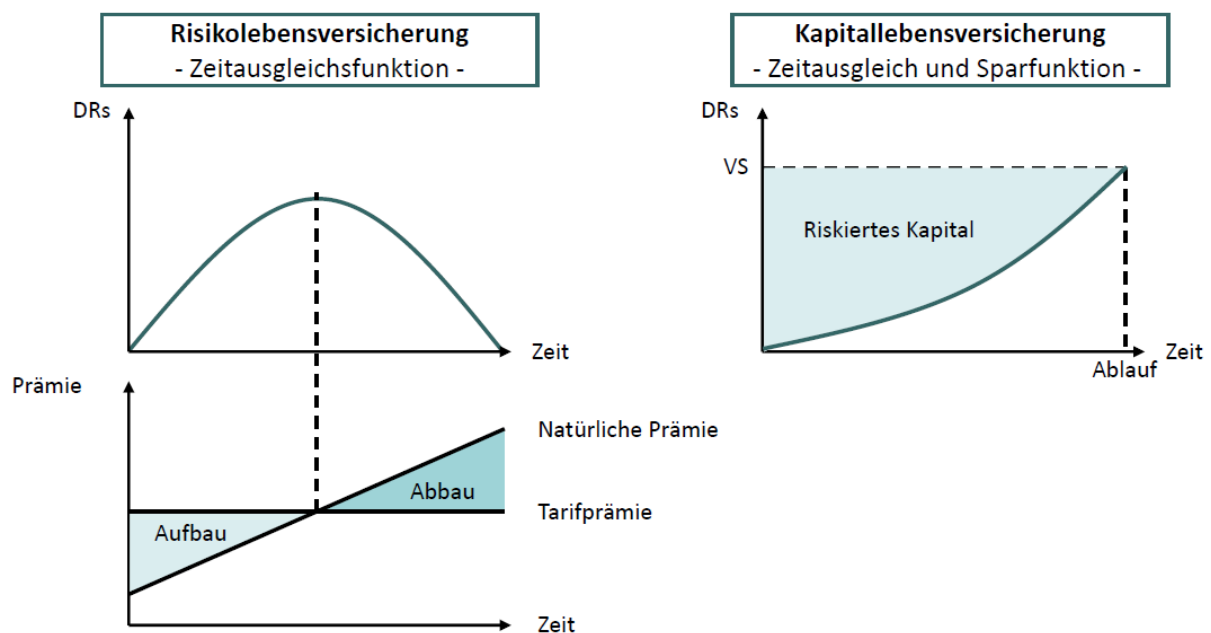 Risikolebensversicherung
- Zeitausgleichsfunktion -
DRs
Zeit
Prämie
Natürliche Prämie
Abbau
Tarifprämie
Aufbau
Zeit
Kapitallebensversicherung
- Zeitausgleich und Sparfunktion -
DRs
VS
Riskiertes Kapital
Zeit
Ablauf